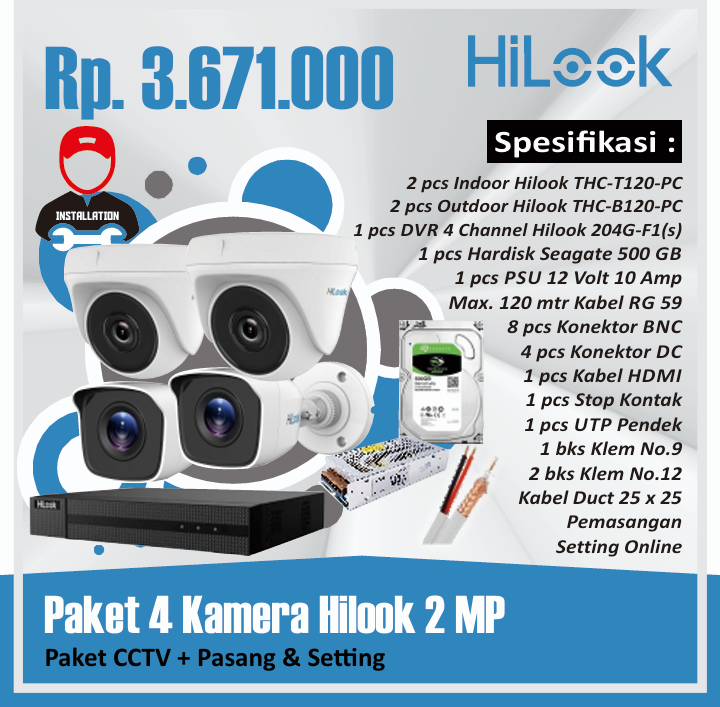 Rp. 3.671.000
HiLook
Spesifikasi :
INSTALLATION
2 pcs Indoor Hilook THC-T120-PC
2 pcs Outdoor Hilook THC-B120-PC
1 pcs DVR 4 Channel Hilook 204G-F1(s)
1 pcs Hardisk Seagate 500 GB
1 pcs PSU 12 Volt 10 Amp
Max. 120 mtr Kabel RG 59
8 pcs Konektor BNC
4 pcs Konektor DC
1 pcs Kabel HDMI
1 pcs Stop Kontak
1 pcs UTP Pendek
1 bks Klem No.9
2 bks Klem No.12
Kabel Duct 25 x 25
Pemasangan
Setting Online
HiLook
HiLook
HiLook
Paket 4 Kamera Hilook 2 MP
Paket CCTV + Pasang & Setting